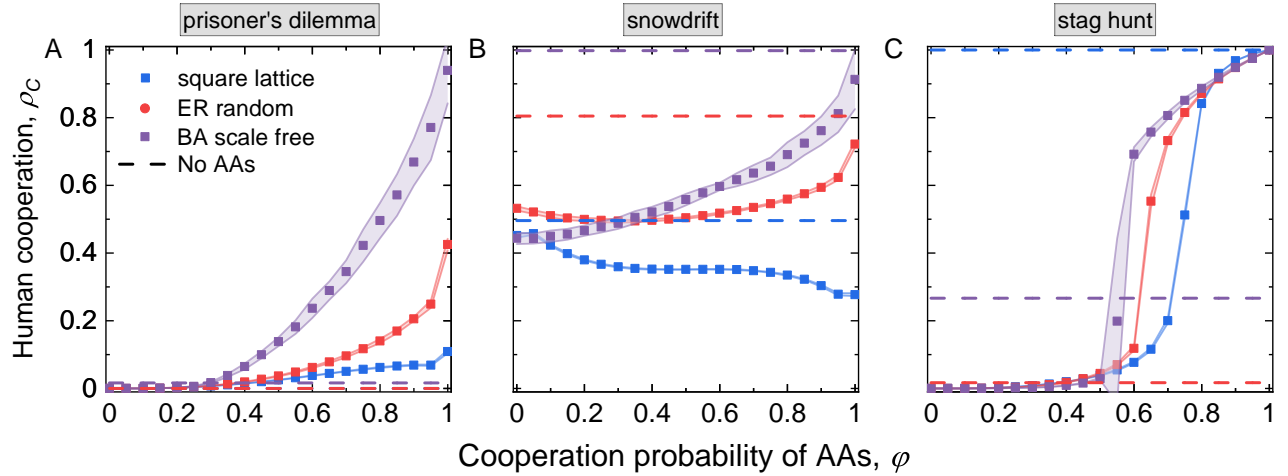 prisoner's dilemma
snowdrift
stag hunt
A
B
C
Human cooperation, ρC
1
0.8
0.6
0.4
0.2
0
square lattice
ER random
BA scale free
No AAs
0 0.2 0.4 0.6 0.8 1
0 0.2 0.4 0.6 0.8 1
0 0.2 0.4 0.6 0.8 1
Cooperation probability of AAs, φ